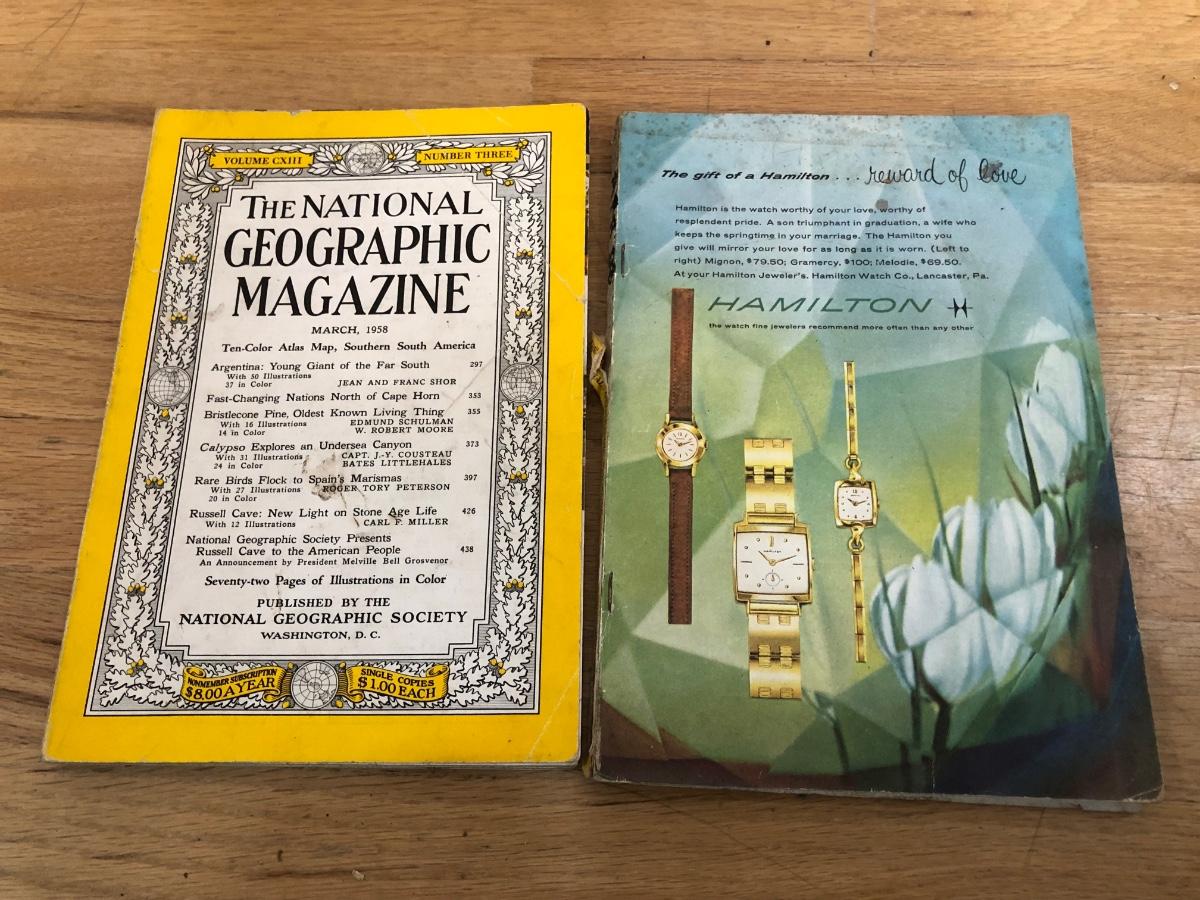 VOLUME CXIII
NUMBER THREE
THE NATIONAL
GEOGRAPHIC
MAGAZINE
MARCH, 1958
Ten-Color Atlas Map, Southern South America
Argentina: Young Giant of the Far South 297
With 50 Illustrations
37 in Color JEAN AND FRANC SHOR
Fast-Changing Nations North of Cape Horn 353
Bristlecone Pine, Oldest Known Living Thing 355
With 16 Illustrations EDMUND SCHULMAN
14 in Color W. ROBERT MOORE
Calypso Explores an Undersea Canyon 373
With 31 Illustrations CAPT. J.-Y. COUSTEAU
24 in Color BATES LITTLEHALES
Rare Birds Flock to Spain's Marismas 397
With 27 Illustrations ROGER TORY PETERSON
20 in Color
Russell Cave: New Light on Stone Age Life 426
With 12 Illustrations CARL F. MILLER
National Geographic Society Presents
Russell Cave to the American People 438
An Announcement by President Melville Bell Grosvenor
Seventy-two Pages of Illustrations in Color
PUBLISHED BY THE
NATIONAL GEOGRAPHIC SOCIETY
WASHINGTON, D. C.
NONMEMBER SUBSCRIPTION
$8.00 A YEAR
SINGLE COPIES
$1.00 EACH
The gift of a Hamilton . . . reward of love
Hamilton is the watch worthy of your love, worthy of
resplendent pride. A son triumphant in graduation, a wife who
keeps the springtime in your marriage. The Hamilton you
give will mirror your love for as long as it is worn. (Left to
right) Mignon, $79.50; Gramercy, $100; Melodie, $69.50.
At your Hamilton Jeweler's. Hamilton Watch Co., Lancaster, Pa.
HAMILTON
the watch fine jewelers recommend more often than any other
HAMILTON